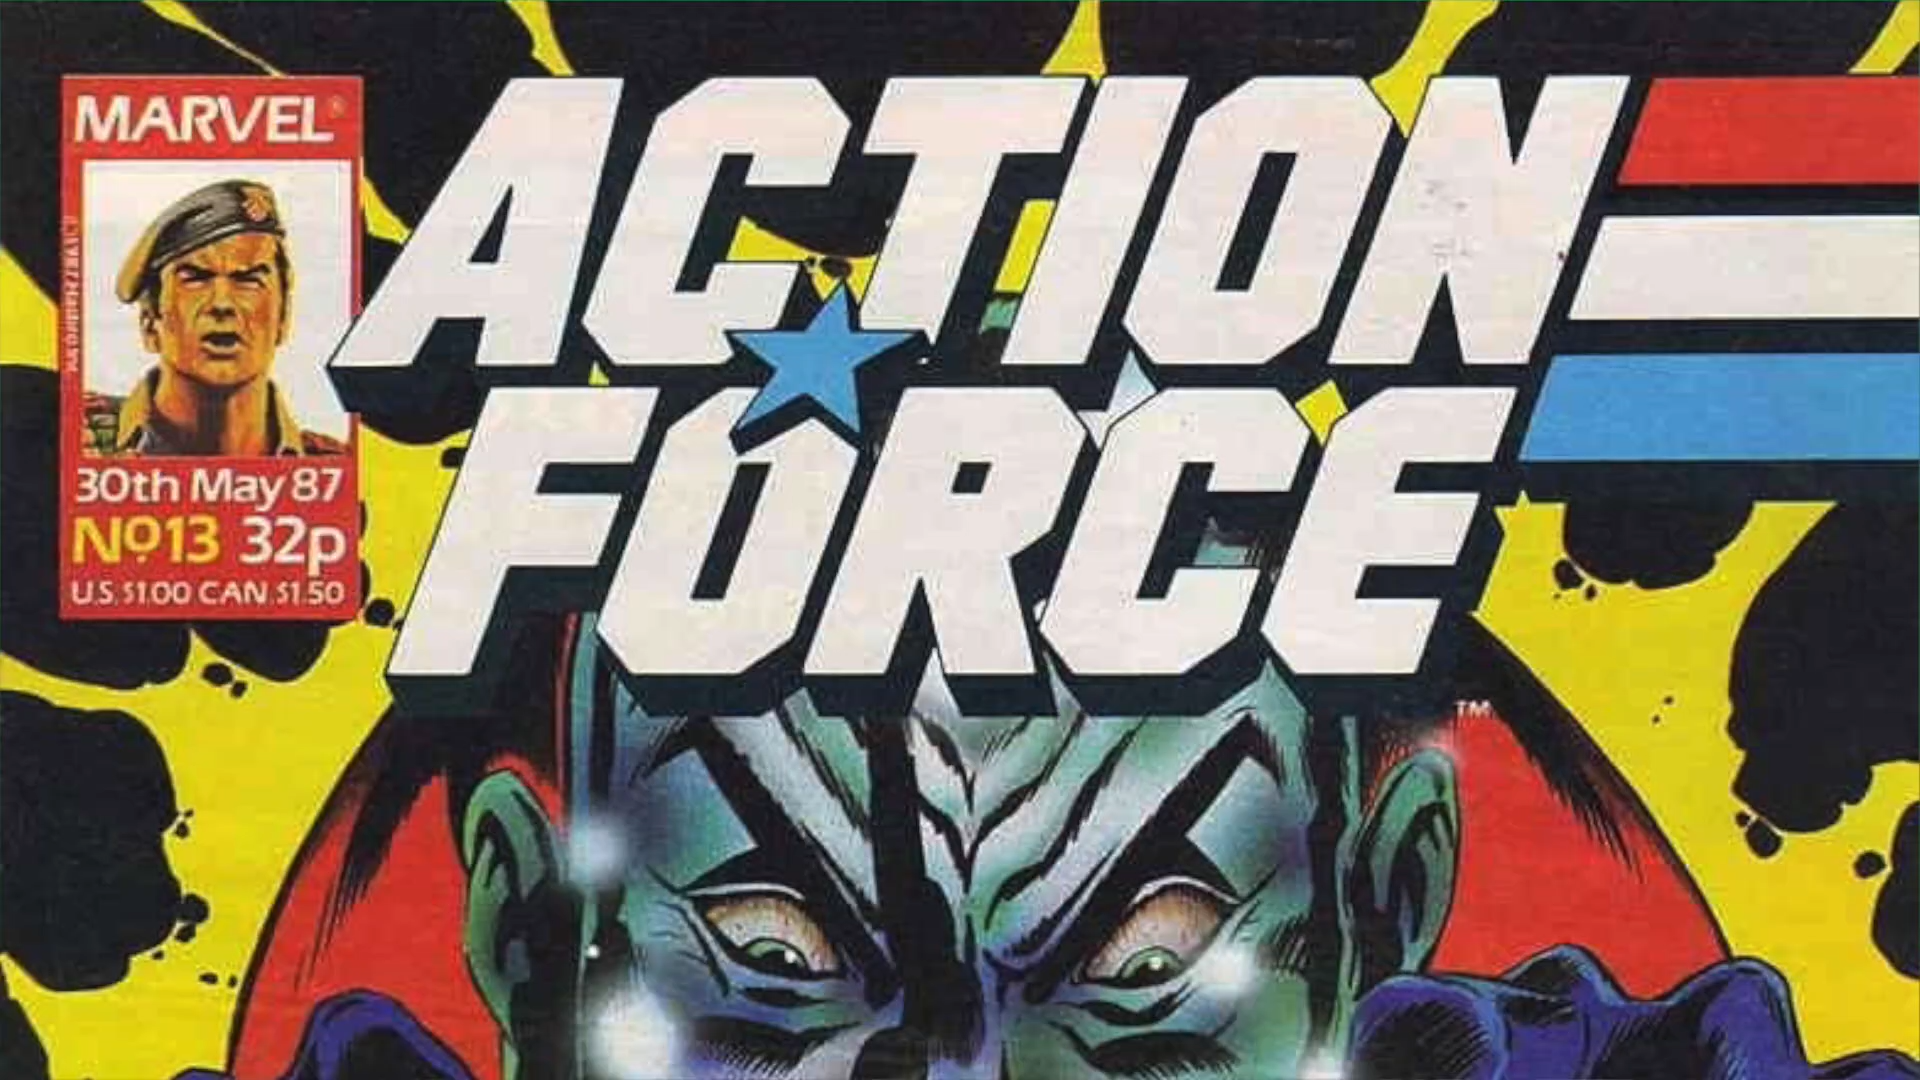 MARVEL®
ACTION
FORCE
30th May 87
Nº13 32p
U.S. $1.00 CAN. $1.50
TM